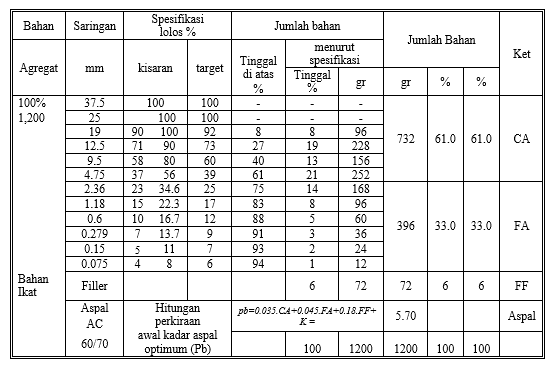 Bahan Saringan Spesifikasi lolos % Jumlah bahan Jumlah Bahan Ket
Agregat mm kisaran target Tinggal di atas % menurut spesifikasi Tinggal % gr gr % %
100% 37.5 100 100 - - -
1,200 25 100 100 - - -
19 90 100 92 8 8 96
12.5 71 90 73 27 19 228 732 61.0 61.0 CA
9.5 58 80 60 40 13 156
4.75 37 56 39 61 21 252
2.36 23 34.6 25 75 14 168
1.18 15 22.3 17 83 8 96
0.6 10 16.7 12 88 5 60 396 33.0 33.0 FA
0.279 7 13.7 9 91 3 36
0.15 5 11 7 93 2 24
0.075 4 8 6 94 1 12
Bahan Ikat Filler 6 72 72 6 6 FF
Aspal AC 60/70 Hitungan perkiraan awal kadar aspal optimum (Pb) pb=0.035.CA+0.045.FA+0.18.FF+ K = 5.70 Aspal
100 1200 1200 100 100